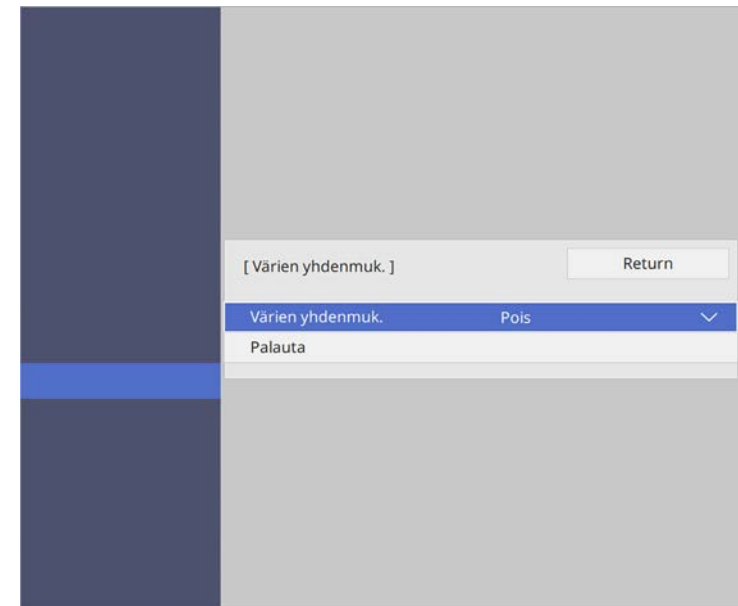 [ Värien yhdenmuk. ] Return
Värien yhdenmuk. Pois
Palauta